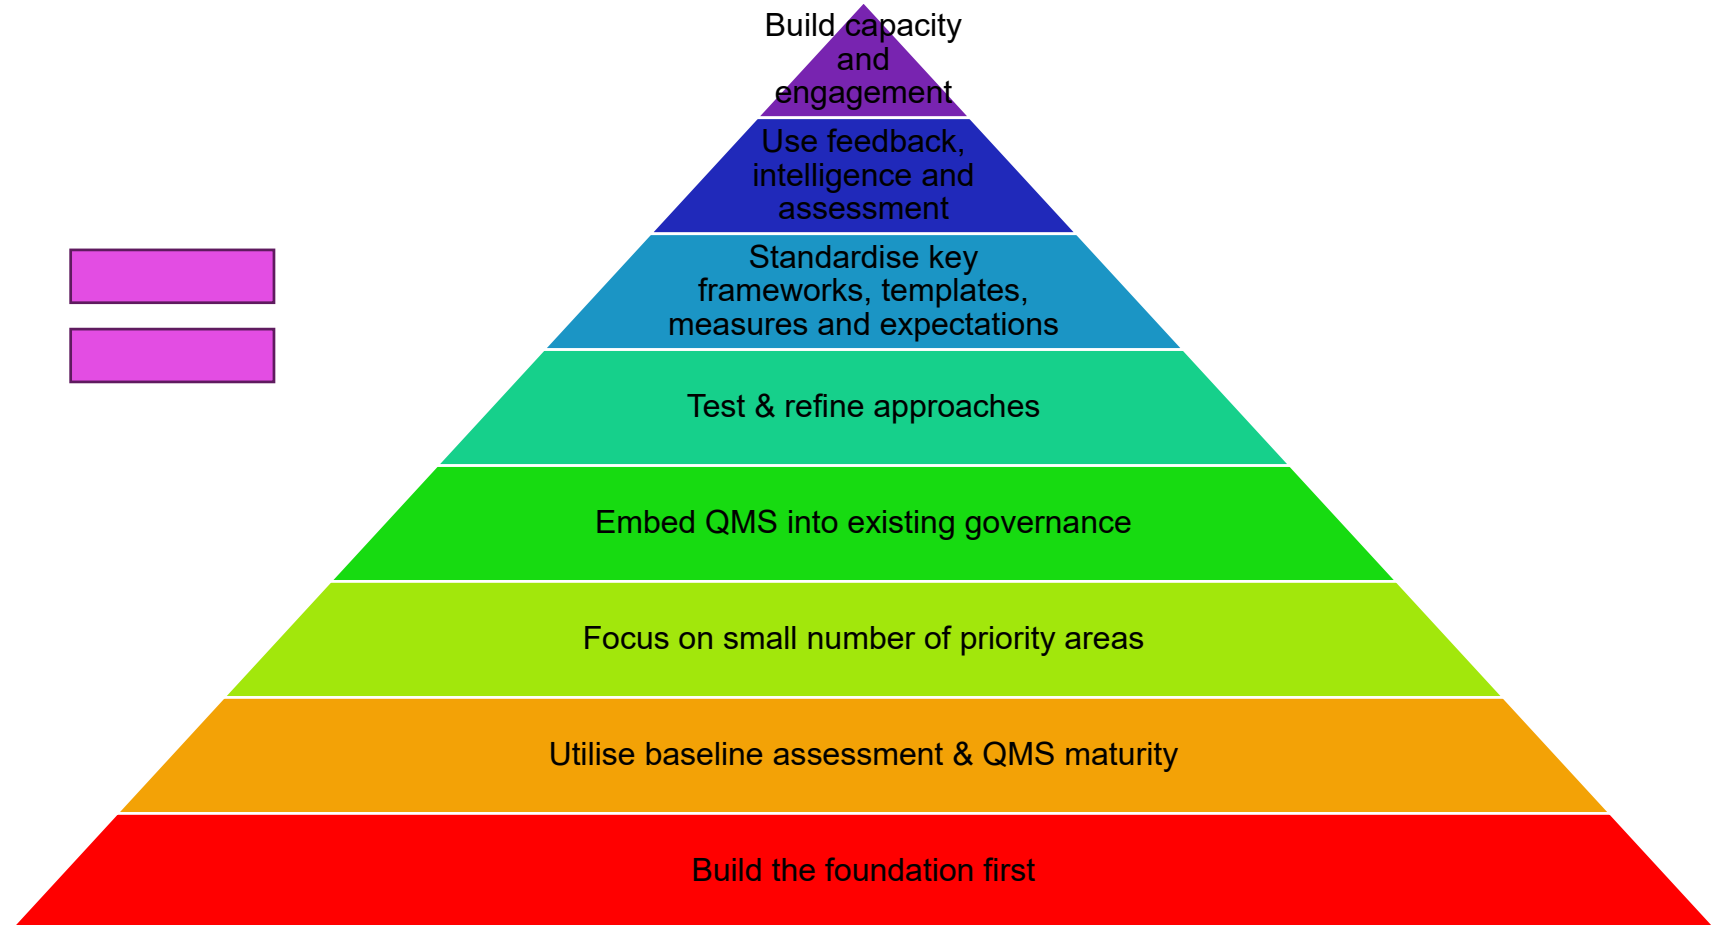 Build capacity
and
engagement
Use feedback,
intelligence and
assessment
Standardise key
frameworks, templates,
measures and expectations
Test & refine approaches
Embed QMS into existing governance
Focus on small number of priority areas
Utilise baseline assessment & QMS maturity
Build the foundation first